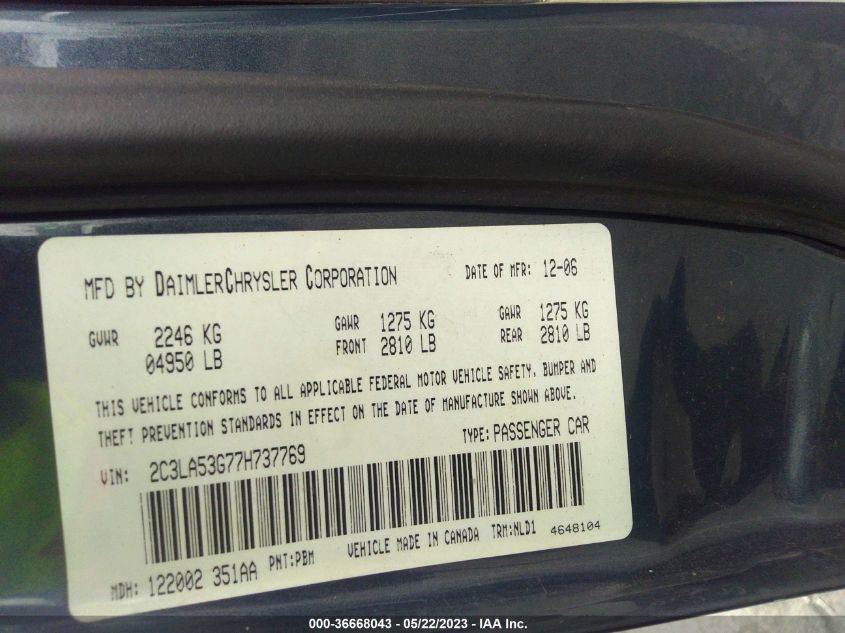 MFD BY DAIMLERCHRYSLER CORPORATION DATE OF MFR: 12-06
GVWR 2246 KG GAWR 1275 KG GAWR 1275 KG
04950 LB FRONT 2810 LB REAR 2810 LB
THIS VEHICLE CONFORMS TO ALL APPLICABLE FEDERAL MOTOR VEHICLE SAFETY, BUMPER AND
THEFT PREVENTION STANDARDS IN EFFECT ON THE DATE OF MANUFACTURE SHOWN ABOVE.
VIN: 2C3LA53G77H737769 TYPE: PASSENGER CAR
MDH: 122002 351AA PNT:PBM VEHICLE MADE IN CANADA TRM:NLD1 4648104
000-36668043 - 05/22/2023 - IAA Inc.